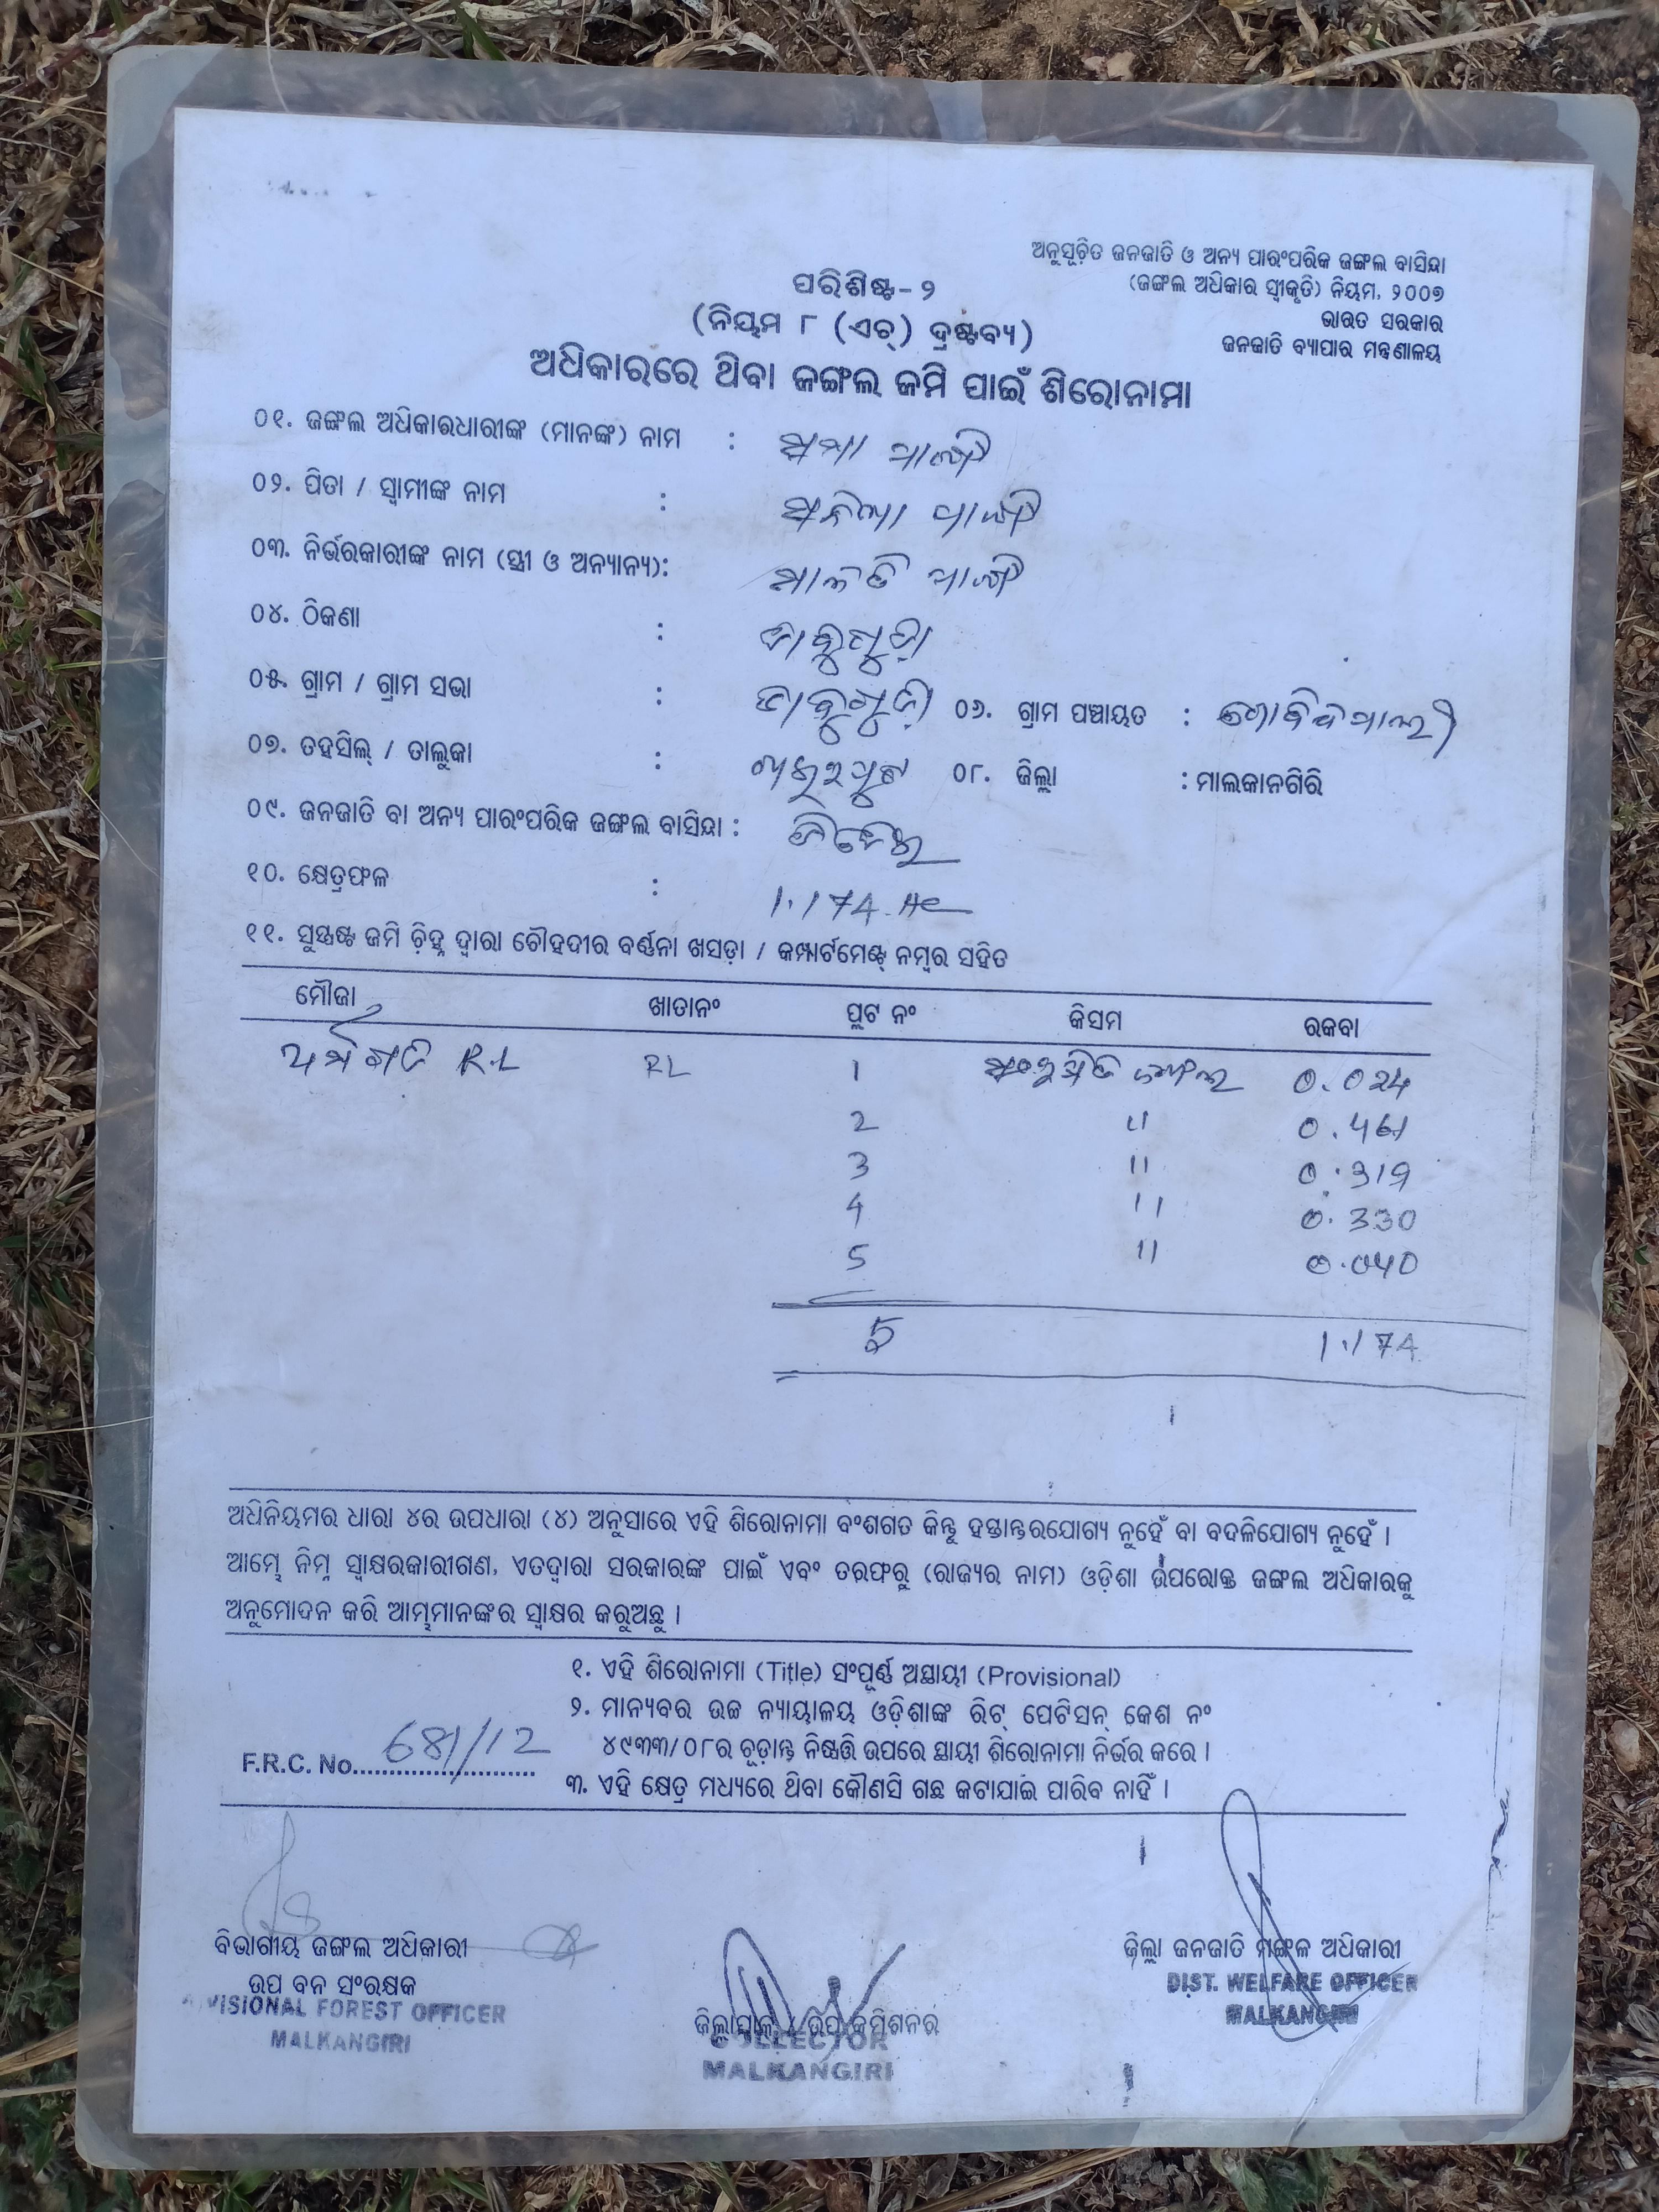 ଅନୁସୂଚିତ ଜନଜାତି ଓ ଅନ୍ୟ ପାରଂପରିକ ଜଙ୍ଗଲ ବାସିନ୍ଦା
(ଜଙ୍ଗଲ ଅଧିକାର ସ୍ୱୀକୃତି) ନିୟମ, ୨୦୦୭
ଭାରତ ସରକାର
ଜନଜାତି ବ୍ୟାପାର ମନ୍ତ୍ରଣାଳୟ
ପରିଶିଷ୍ଟ-୨
(ନିୟମ ୮ (ଏଚ୍) ଦ୍ରଷ୍ଟବ୍ୟ)
ଅଧିକାରରେ ଥିବା ଜଙ୍ଗଲ ଜମି ପାଇଁ ଶିରୋନାମା
୦୧. ଜଙ୍ଗଲ ଅଧିକାରଧାରୀଙ୍କ (ମାନଙ୍କ) ନାମ :
୦୨. ପିତା / ସ୍ୱାମୀଙ୍କ ନାମ :
୦୩. ନିର୍ଭରକାରୀଙ୍କ ନାମ (ସ୍ତ୍ରୀ ଓ ଅନ୍ୟାନ୍ୟ):
୦୪. ଠିକଣା :
୦୫. ଗ୍ରାମ / ଗ୍ରାମ ସଭା : ୦୬. ଗ୍ରାମ ପଞ୍ଚାୟତ :
୦୭. ତହସିଲ୍ / ତାଲୁକା : ୦୮. ଜିଲ୍ଲା : ମାଲକାନଗିରି
୦୯. ଜନଜାତି ବା ଅନ୍ୟ ପାରଂପରିକ ଜଙ୍ଗଲ ବାସିନ୍ଦା :
୧୦. କ୍ଷେତ୍ରଫଳ : 1.174
୧୧. ସୁସ୍ପଷ୍ଟ ଜମି ଚିହ୍ନ ଦ୍ୱାରା ଚୌହଦୀର ବର୍ଣ୍ଣନା ଖସଡ଼ା / କମ୍ପାର୍ଟମେଣ୍ଟ୍ ନମ୍ବର ସହିତ
ମୌଜା ଖାତାନଂ ପ୍ଲଟ ନଂ କିସମ ରକବା
R.L RL 1 0.024
2 " 0.461
3 " 0.319
4 " 0.330
5 " 0.040
5 1.174
ଅଧିନିୟମର ଧାରା ୪ର ଉପଧାରା (୪) ଅନୁସାରେ ଏହି ଶିରୋନାମା ବଂଶଗତ କିନ୍ତୁ ହସ୍ତାନ୍ତରଯୋଗ୍ୟ ନୁହେଁ ବା ବଦଳିଯୋଗ୍ୟ ନୁହେଁ ।
ଆମ୍ଭେ ନିମ୍ନ ସ୍ୱାକ୍ଷରକାରୀଗଣ, ଏତଦ୍ୱାରା ସରକାରଙ୍କ ପାଇଁ ଏବଂ ତରଫରୁ (ରାଜ୍ୟର ନାମ) ଓଡ଼ିଶା ଉପରୋକ୍ତ ଜଙ୍ଗଲ ଅଧିକାରକୁ
ଅନୁମୋଦନ କରି ଆମ୍ଭମାନଙ୍କର ସ୍ୱାକ୍ଷର କରୁଅଛୁ ।
୧. ଏହି ଶିରୋନାମା (Title) ସଂପୂର୍ଣ୍ଣ ଅସ୍ଥାୟୀ (Provisional)
୨. ମାନ୍ୟବର ଉଚ୍ଚ ନ୍ୟାୟାଳୟ ଓଡ଼ିଶାଙ୍କ ରିଟ୍ ପେଟିସନ୍ କେଶ ନଂ
୪୯୩୩/୦୮ର ଚୂଡ଼ାନ୍ତ ନିଷ୍ପତ୍ତି ଉପରେ ସ୍ଥାୟୀ ଶିରୋନାମା ନିର୍ଭର କରେ ।
F.R.C. No. 681/12
୩. ଏହି କ୍ଷେତ୍ର ମଧ୍ୟରେ ଥିବା କୌଣସି ଗଛ କଟାଯାଇ ପାରିବ ନାହିଁ ।
ବିଭାଗୀୟ ଜଙ୍ଗଲ ଅଧିକାରୀ
ଉପ ବନ ସଂରକ୍ଷକ
DIVISIONAL FOREST OFFICER
MALKANGIRI
ଜିଲ୍ଲାପାଳ / ଉପ କମିଶନର
COLLECTOR
MALKANGIRI
ଜିଲ୍ଲା ଜନଜାତି ମଙ୍ଗଳ ଅଧିକାରୀ
DIST. WELFARE OFFICER
MALKANGIRI